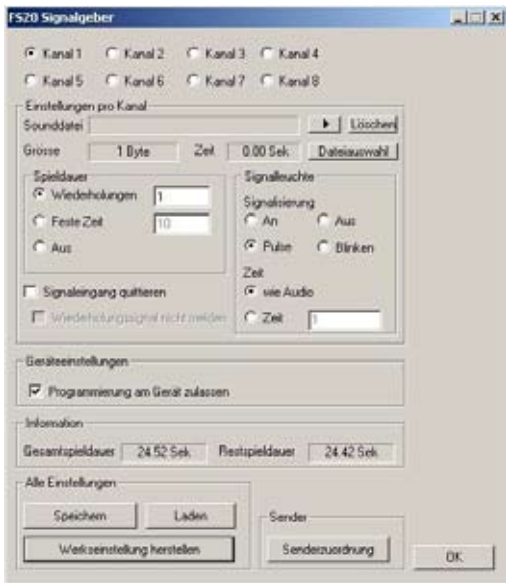 FS20 Signalgeber
Kanal 1 Kanal 2 Kanal 3 Kanal 4
Kanal 5 Kanal 6 Kanal 7 Kanal 8
Einstellungen pro Kanal
Sounddatei Löschen
Grösse 1 Byte Zeit 0.00 Sek Dateiauswahl
Spieldauer
Wiederholungen 1
Feste Zeit 10
Aus
Signalleuchte
Signalisierung
An Aus
Pulse Blinken
Zeit
wie Audio
Zeit 1
Signaleingang quittieren
Wiederholungssignal nicht melden
Geräteeinstellungen
Programmierung am Gerät zulassen
Information
Gesamtspieldauer 24.52 Sek Restspieldauer 24.42 Sek
Alle Einstellungen
Speichern Laden
Werkseinstellung herstellen
Sender
Senderzuordnung
OK